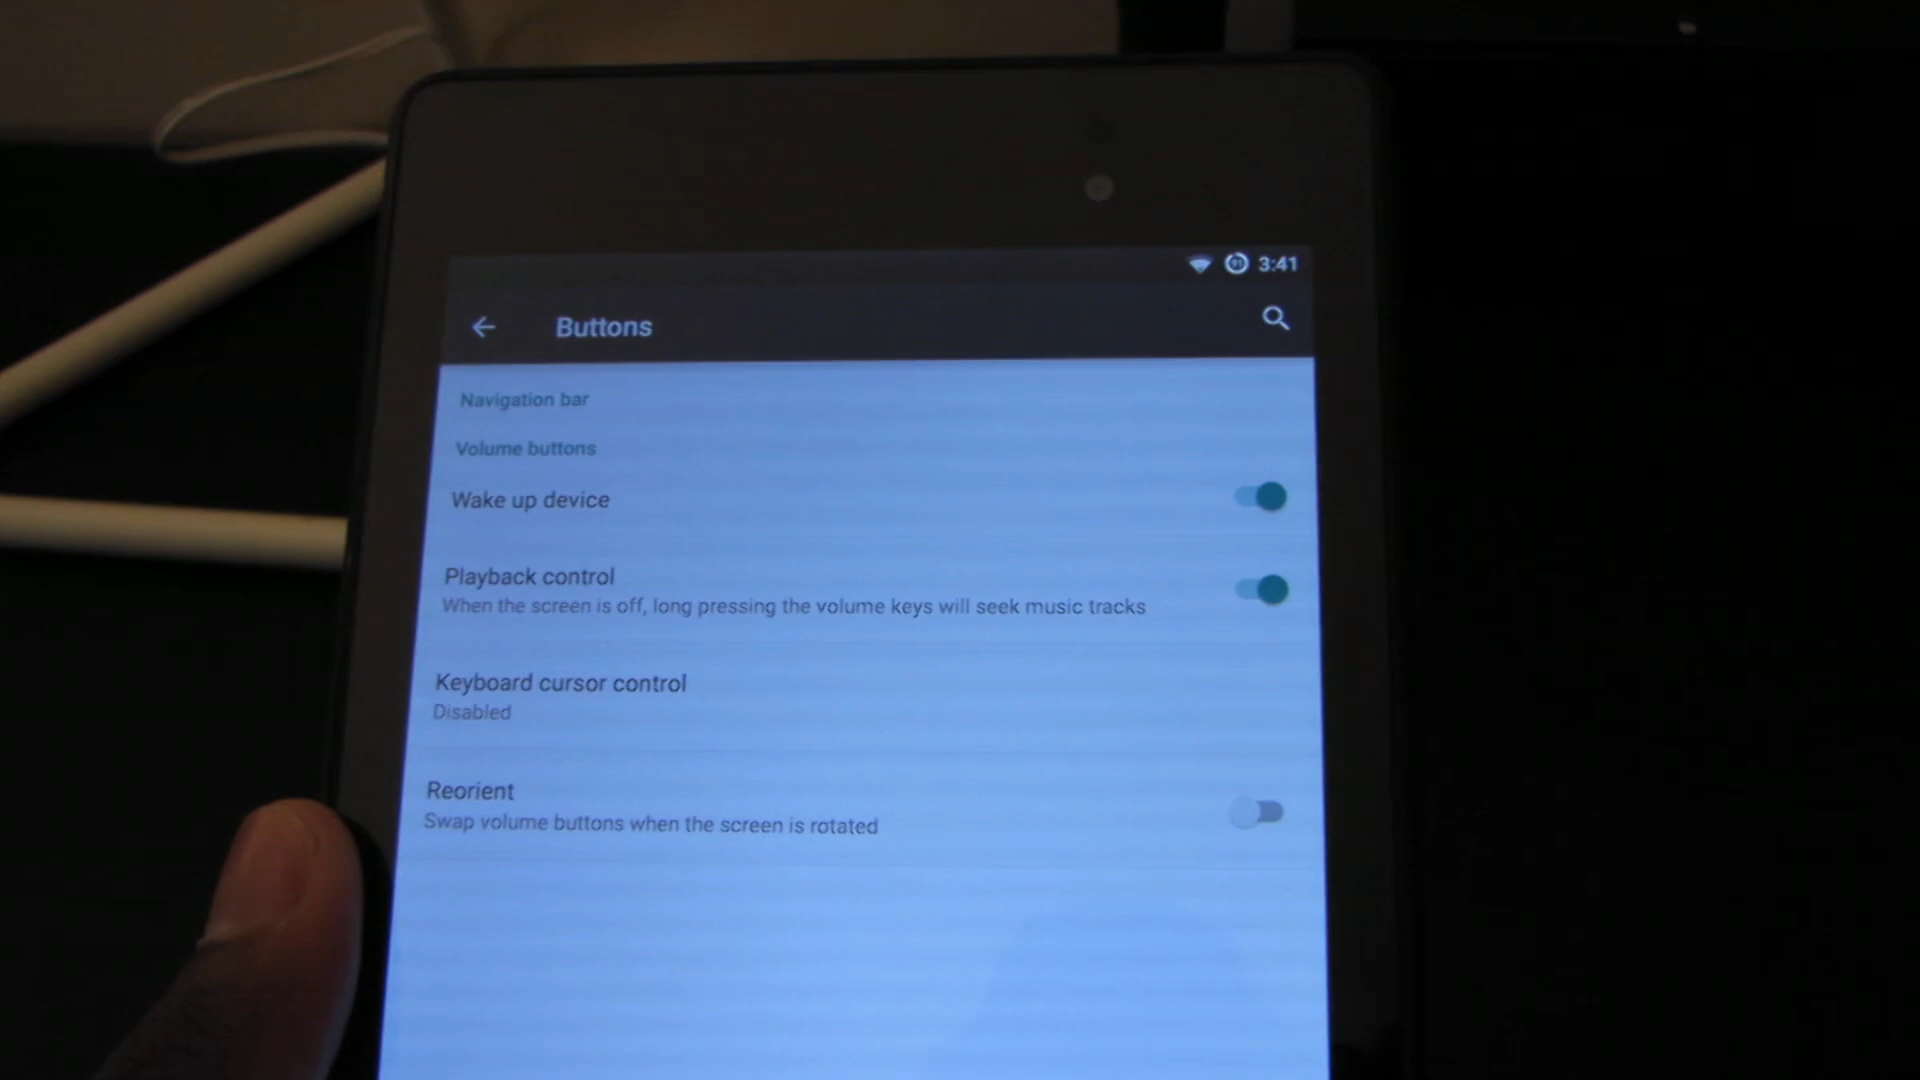 3:41
Buttons
Navigation bar
Volume buttons
Wake up device
Playback control
When the screen is off, long pressing the volume keys will seek music tracks
Keyboard cursor control
Disabled
Reorient
Swap volume buttons when the screen is rotated